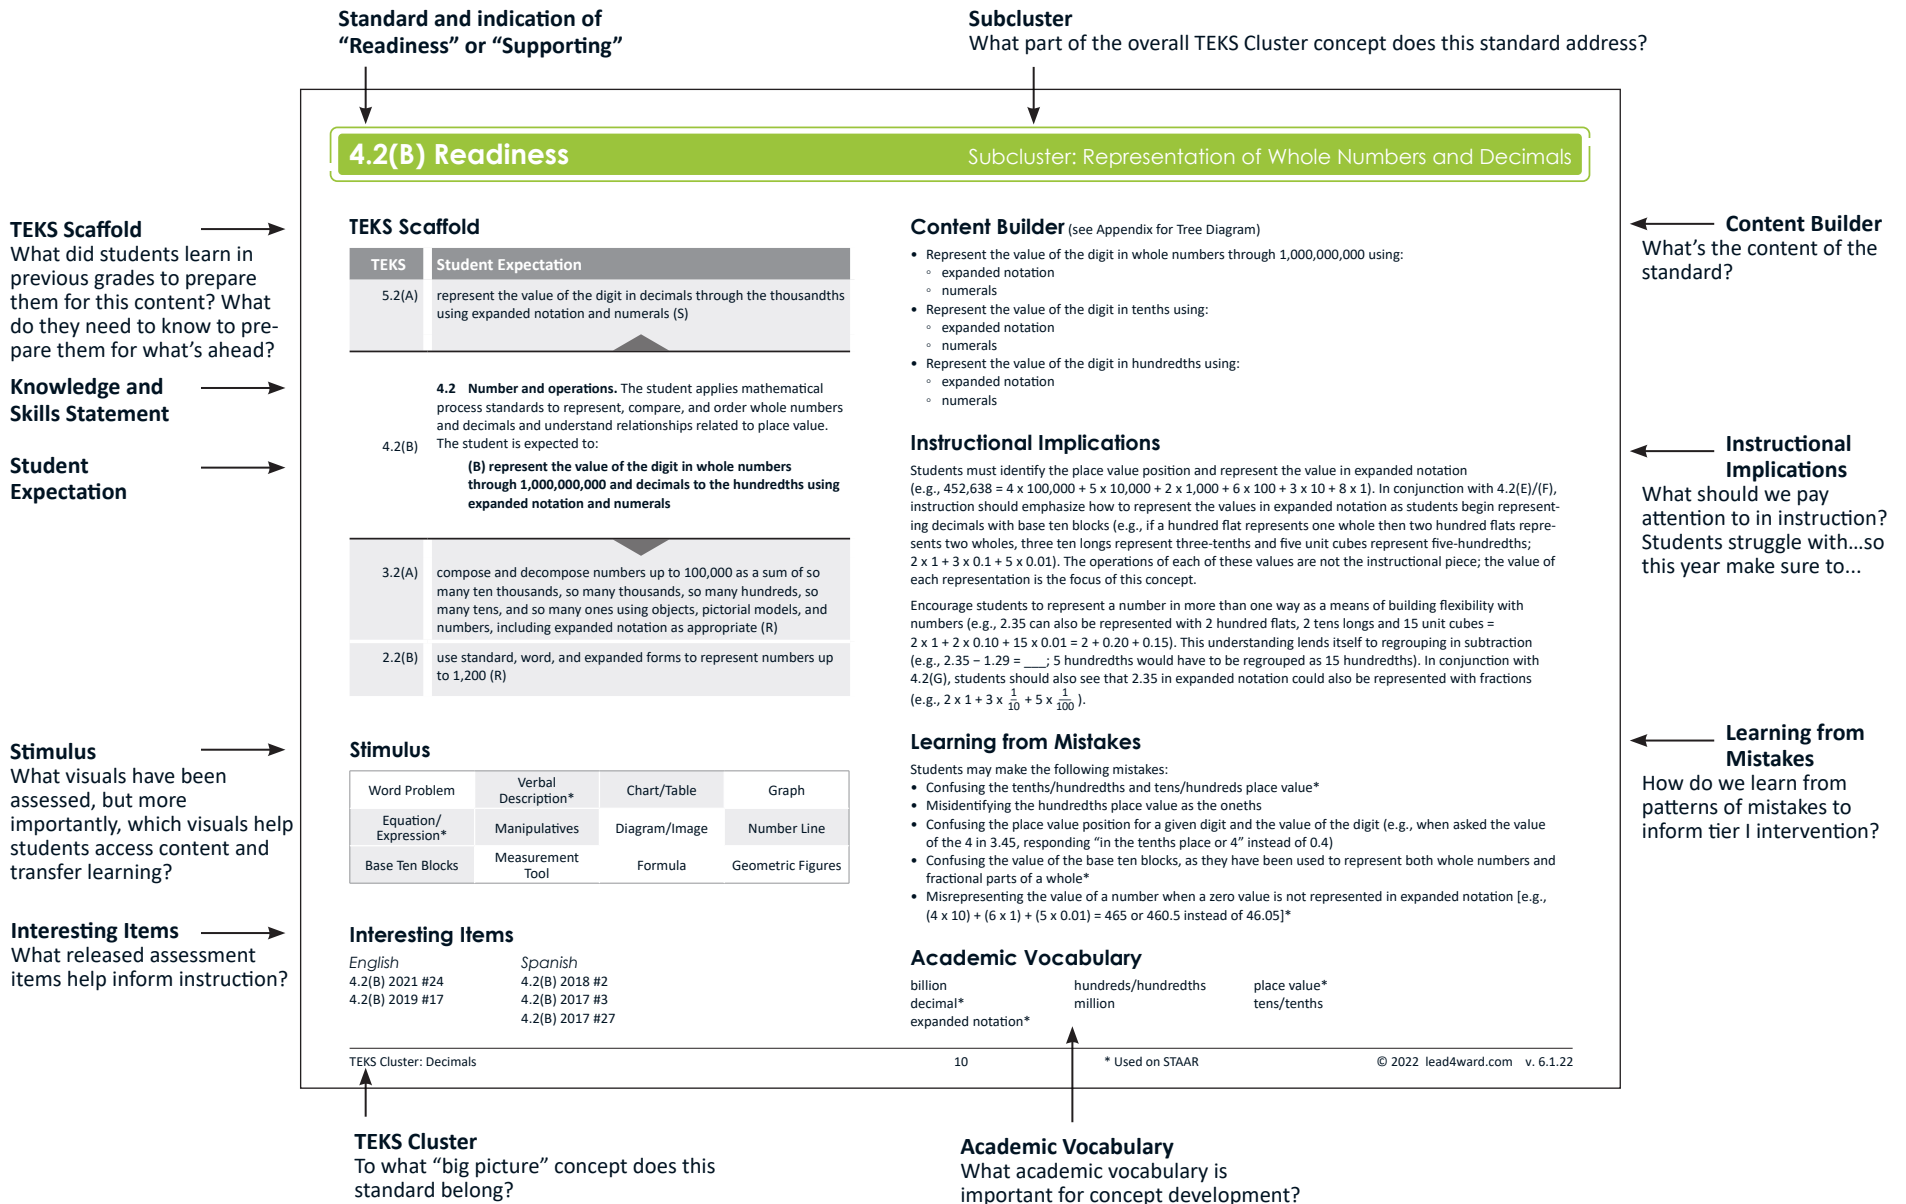 Standard and indication of
“Readiness” or “Supporting”
Subcluster
What part of the overall TEKS Cluster concept does this standard address?
4.2(B) Readiness
Subcluster: Representation of Whole Numbers and Decimals
TEKS Scaffold
What did students learn in
previous grades to prepare
them for this content? What
do they need to know to pre-
pare them for what’s ahead?
Knowledge and
Skills Statement
Student
Expectation
Stimulus
What visuals have been
assessed, but more
importantly, which visuals help
students access content and
transfer learning?
Interesting Items
What released assessment
items help inform instruction?
TEKS Scaffold
TEKS Student Expectation
5.2(A) represent the value of the digit in decimals through the thousandths
using expanded notation and numerals (S)
4.2 Number and operations. The student applies mathematical
process standards to represent, compare, and order whole numbers
and decimals and understand relationships related to place value.
4.2(B) The student is expected to:
(B) represent the value of the digit in whole numbers
through 1,000,000,000 and decimals to the hundredths using
expanded notation and numerals
3.2(A) compose and decompose numbers up to 100,000 as a sum of so
many ten thousands, so many thousands, so many hundreds, so
many tens, and so many ones using objects, pictorial models, and
numbers, including expanded notation as appropriate (R)
2.2(B) use standard, word, and expanded forms to represent numbers up
to 1,200 (R)
Stimulus
Word Problem
Verbal
Description*
Chart/Table
Graph
Equation/
Expression*
Manipulatives
Diagram/Image
Number Line
Base Ten Blocks
Measurement
Tool
Formula
Geometric Figures
Interesting Items
English
4.2(B) 2021 #24
4.2(B) 2019 #17
Spanish
4.2(B) 2018 #2
4.2(B) 2017 #3
4.2(B) 2017 #27
Content Builder (see Appendix for Tree Diagram)
• Represent the value of the digit in whole numbers through 1,000,000,000 using:
◦ expanded notation
◦ numerals
• Represent the value of the digit in tenths using:
◦ expanded notation
◦ numerals
• Represent the value of the digit in hundredths using:
◦ expanded notation
◦ numerals
Instructional Implications
Students must identify the place value position and represent the value in expanded notation
(e.g., 452,638 = 4 x 100,000 + 5 x 10,000 + 2 x 1,000 + 6 x 100 + 3 x 10 + 8 x 1). In conjunction with 4.2(E)/(F),
instruction should emphasize how to represent the values in expanded notation as students begin represent-
ing decimals with base ten blocks (e.g., if a hundred flat represents one whole then two hundred flats repre-
sents two wholes, three ten longs represent three-tenths and five unit cubes represent five-hundredths;
2 x 1 + 3 x 0.1 + 5 x 0.01). The operations of each of these values are not the instructional piece; the value of
each representation is the focus of this concept.
Encourage students to represent a number in more than one way as a means of building flexibility with
numbers (e.g., 2.35 can also be represented with 2 hundred flats, 2 tens longs and 15 unit cubes =
2 x 1 + 2 x 0.10 + 15 x 0.01 = 2 + 0.20 + 0.15). This understanding lends itself to regrouping in subtraction
(e.g., 2.35 – 1.29 = ___; 5 hundredths would have to be regrouped as 15 hundredths). In conjunction with
4.2(G), students should also see that 2.35 in expanded notation could also be represented with fractions
(e.g., 2 x 1 + 3 x 1/10 + 5 x 1/100 ).
Learning from Mistakes
Students may make the following mistakes:
• Confusing the tenths/hundredths and tens/hundreds place value*
• Misidentifying the hundredths place value as the oneths
• Confusing the place value position for a given digit and the value of the digit (e.g., when asked the value
of the 4 in 3.45, responding “in the tenths place or 4” instead of 0.4)
• Confusing the value of the base ten blocks, as they have been used to represent both whole numbers and
fractional parts of a whole*
• Misrepresenting the value of a number when a zero value is not represented in expanded notation [e.g.,
(4 x 10) + (6 x 1) + (5 x 0.01) = 465 or 460.5 instead of 46.05]*
Academic Vocabulary
billion
decimal*
expanded notation*
hundreds/hundredths
million
place value*
tens/tenths
TEKS Cluster: Decimals
10
* Used on STAAR
© 2022 lead4ward.com v. 6.1.22
Content Builder
What’s the content of the
standard?
Instructional
Implications
What should we pay
attention to in instruction?
Students struggle with...so
this year make sure to...
Learning from
Mistakes
How do we learn from
patterns of mistakes to
inform tier I intervention?
TEKS Cluster
To what “big picture” concept does this
standard belong?
Academic Vocabulary
What academic vocabulary is
important for concept development?